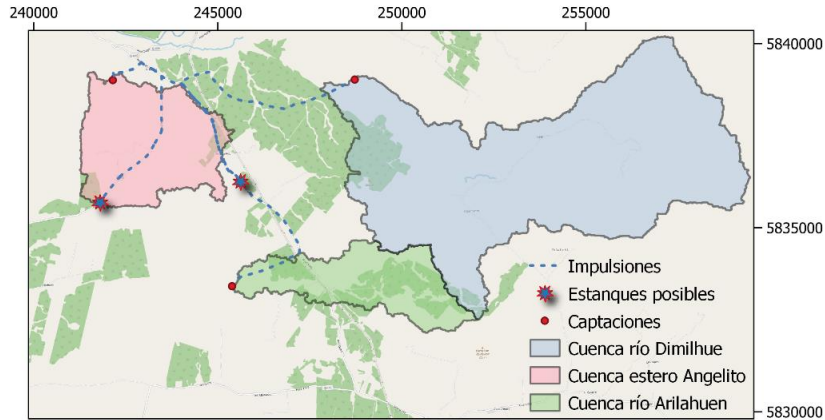 240000 245000 250000 255000
5840000
5835000
5830000
Impulsiones
Estanques posibles
Captaciones
Cuenca río Dimilhue
Cuenca estero Angelito
Cuenca río Arilahuen